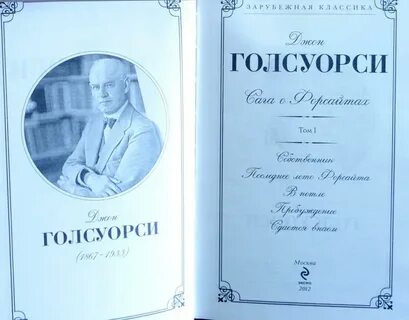 Джон
ГОЛСУОРСИ
(1867-1933)
ЗАРУБЕЖНАЯ КЛАССИКА
Джон
ГОЛСУОРСИ
Сага о Форсайтах
Том I
Собственник
Последнее лето Форсайта
В петле
Пробуждение
Сдается внаем
Москва
ЭКСМО
2012